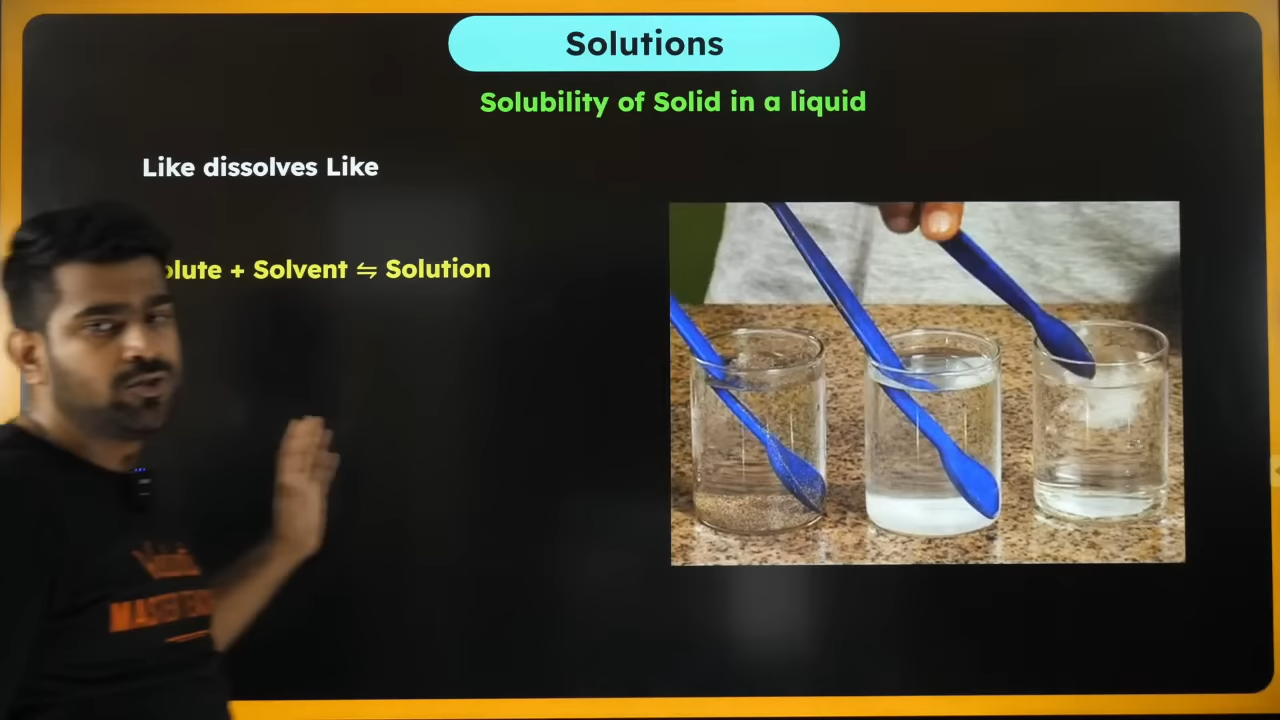 Solutions
Solubility of Solid in a liquid
Like dissolves Like
olute + Solvent ⇋ Solution